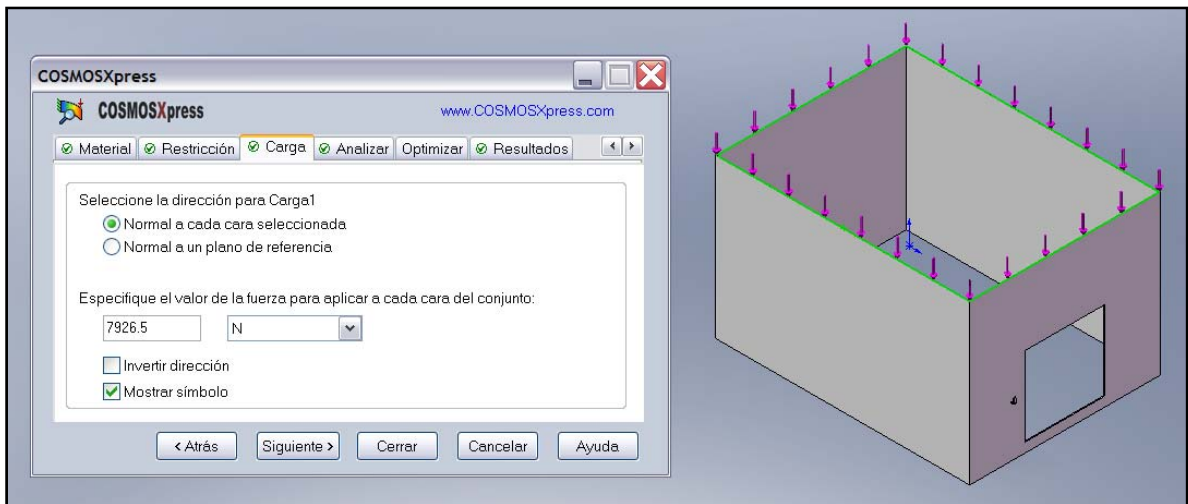 COSMOSXpress
COSMOSXpress www.COSMOSXpress.com
Material Restricción Carga Analizar Optimizar Resultados
Seleccione la dirección para Carga1
Normal a cada cara seleccionada
Normal a un plano de referencia
Especifique el valor de la fuerza para aplicar a cada cara del conjunto:
7926.5 N
Invertir dirección
Mostrar símbolo
< Atrás Siguiente > Cerrar Cancelar Ayuda